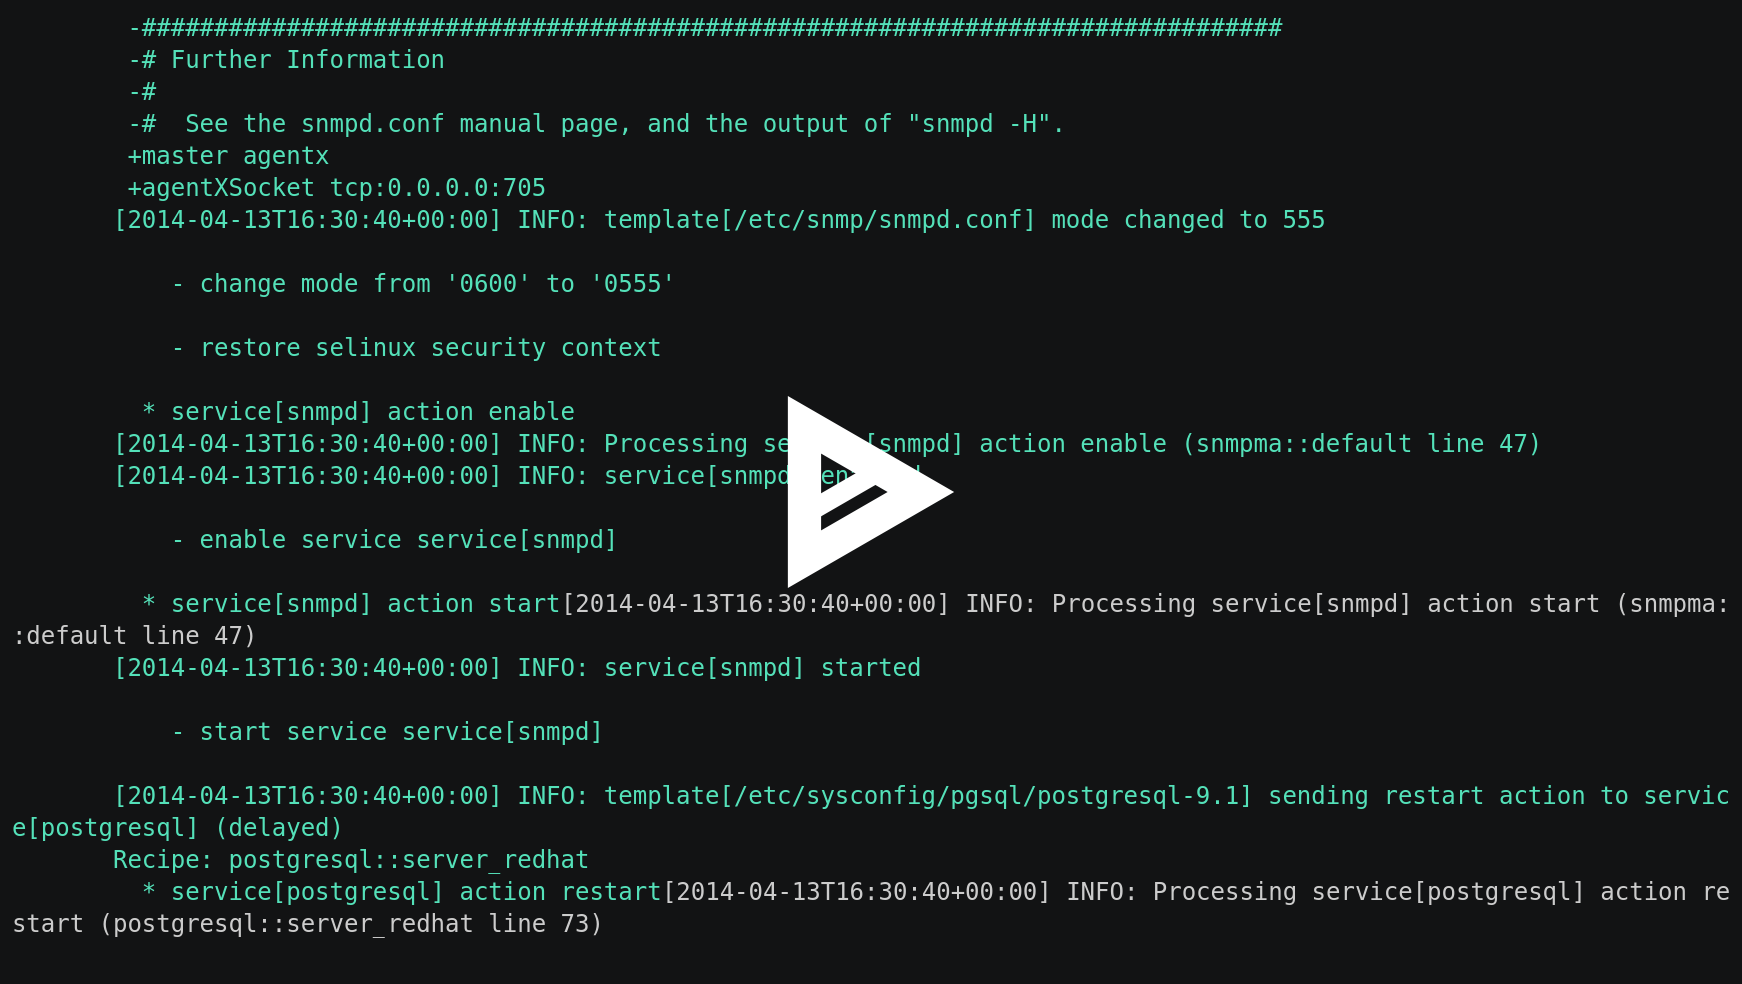 -###############################################################################
-# Further Information
-#
-#  See the snmpd.conf manual page, and the output of "snmpd -H".
+master agentx
+agentXSocket tcp:0.0.0.0:705
[2014-04-13T16:30:40+00:00] INFO: template[/etc/snmp/snmpd.conf] mode changed to 555
- change mode from '0600' to '0555'
- restore selinux security context
* service[snmpd] action enable
[2014-04-13T16:30:40+00:00] INFO: Processing [snmpd] action enable (snmpma::default line 47)
[2014-04-13T16:30:40+00:00] INFO: service[snmpd
- enable service service[snmpd]
* service[snmpd] action start[2014-04-13T16:30:40+00:00] INFO: Processing service[snmpd] action start (snmpma:
:default line 47)
[2014-04-13T16:30:40+00:00] INFO: service[snmpd] started
- start service service[snmpd]
[2014-04-13T16:30:40+00:00] INFO: template[/etc/sysconfig/pgsql/postgresql-9.1] sending restart action to servic
e[postgresql] (delayed)
Recipe: postgresql::server_redhat
* service[postgresql] action restart[2014-04-13T16:30:40+00:00] INFO: Processing service[postgresql] action re
start (postgresql::server_redhat line 73)